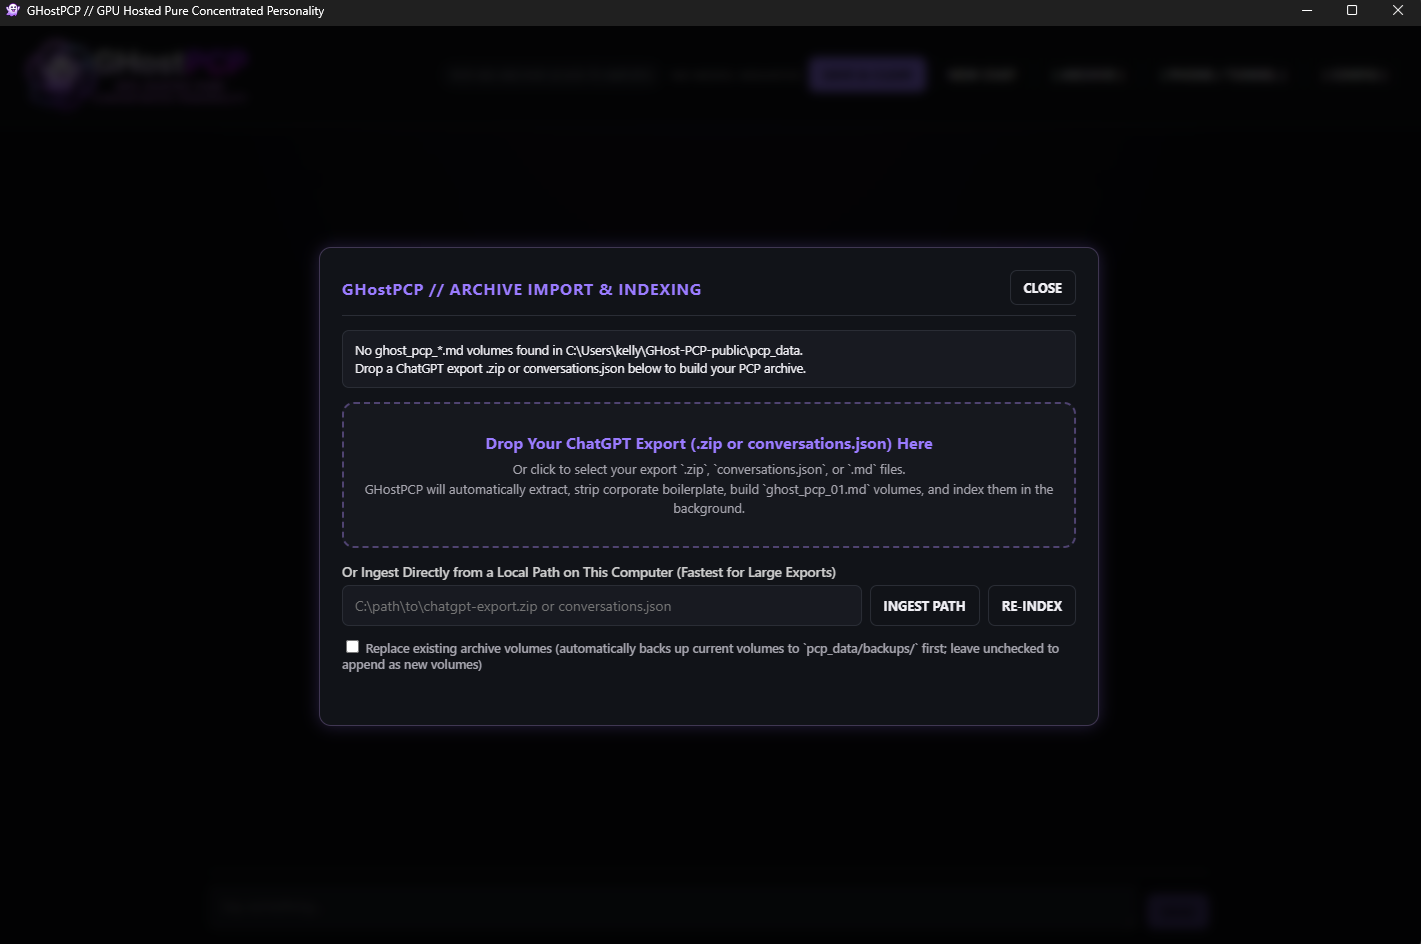 GHostPCP // GPU Hosted Pure Concentrated Personality
GHostPCP // ARCHIVE IMPORT & INDEXING
CLOSE
No ghost_pcp_*.md volumes found in C:\Users\kelly\GHost-PCP-public\pcp_data.
Drop a ChatGPT export .zip or conversations.json below to build your PCP archive.
Drop Your ChatGPT Export (.zip or conversations.json) Here
Or click to select your export `.zip`, `conversations.json`, or `.md` files.
GHostPCP will automatically extract, strip corporate boilerplate, build `ghost_pcp_01.md` volumes, and index them in the
background.
Or Ingest Directly from a Local Path on This Computer (Fastest for Large Exports)
C:\path\to\chatgpt-export.zip or conversations.json
INGEST PATH
RE-INDEX
Replace existing archive volumes (automatically backs up current volumes to `pcp_data/backups/` first; leave unchecked to
append as new volumes)